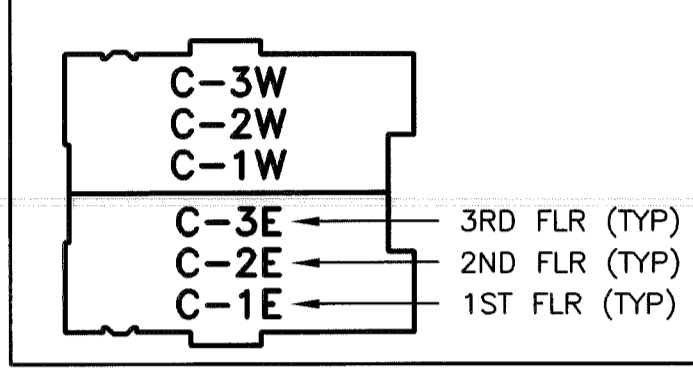 C-3W
C-2W
C-1W
C-3E 3RD FLR (TYP)
C-2E 2ND FLR (TYP)
C-1E 1ST FLR (TYP)